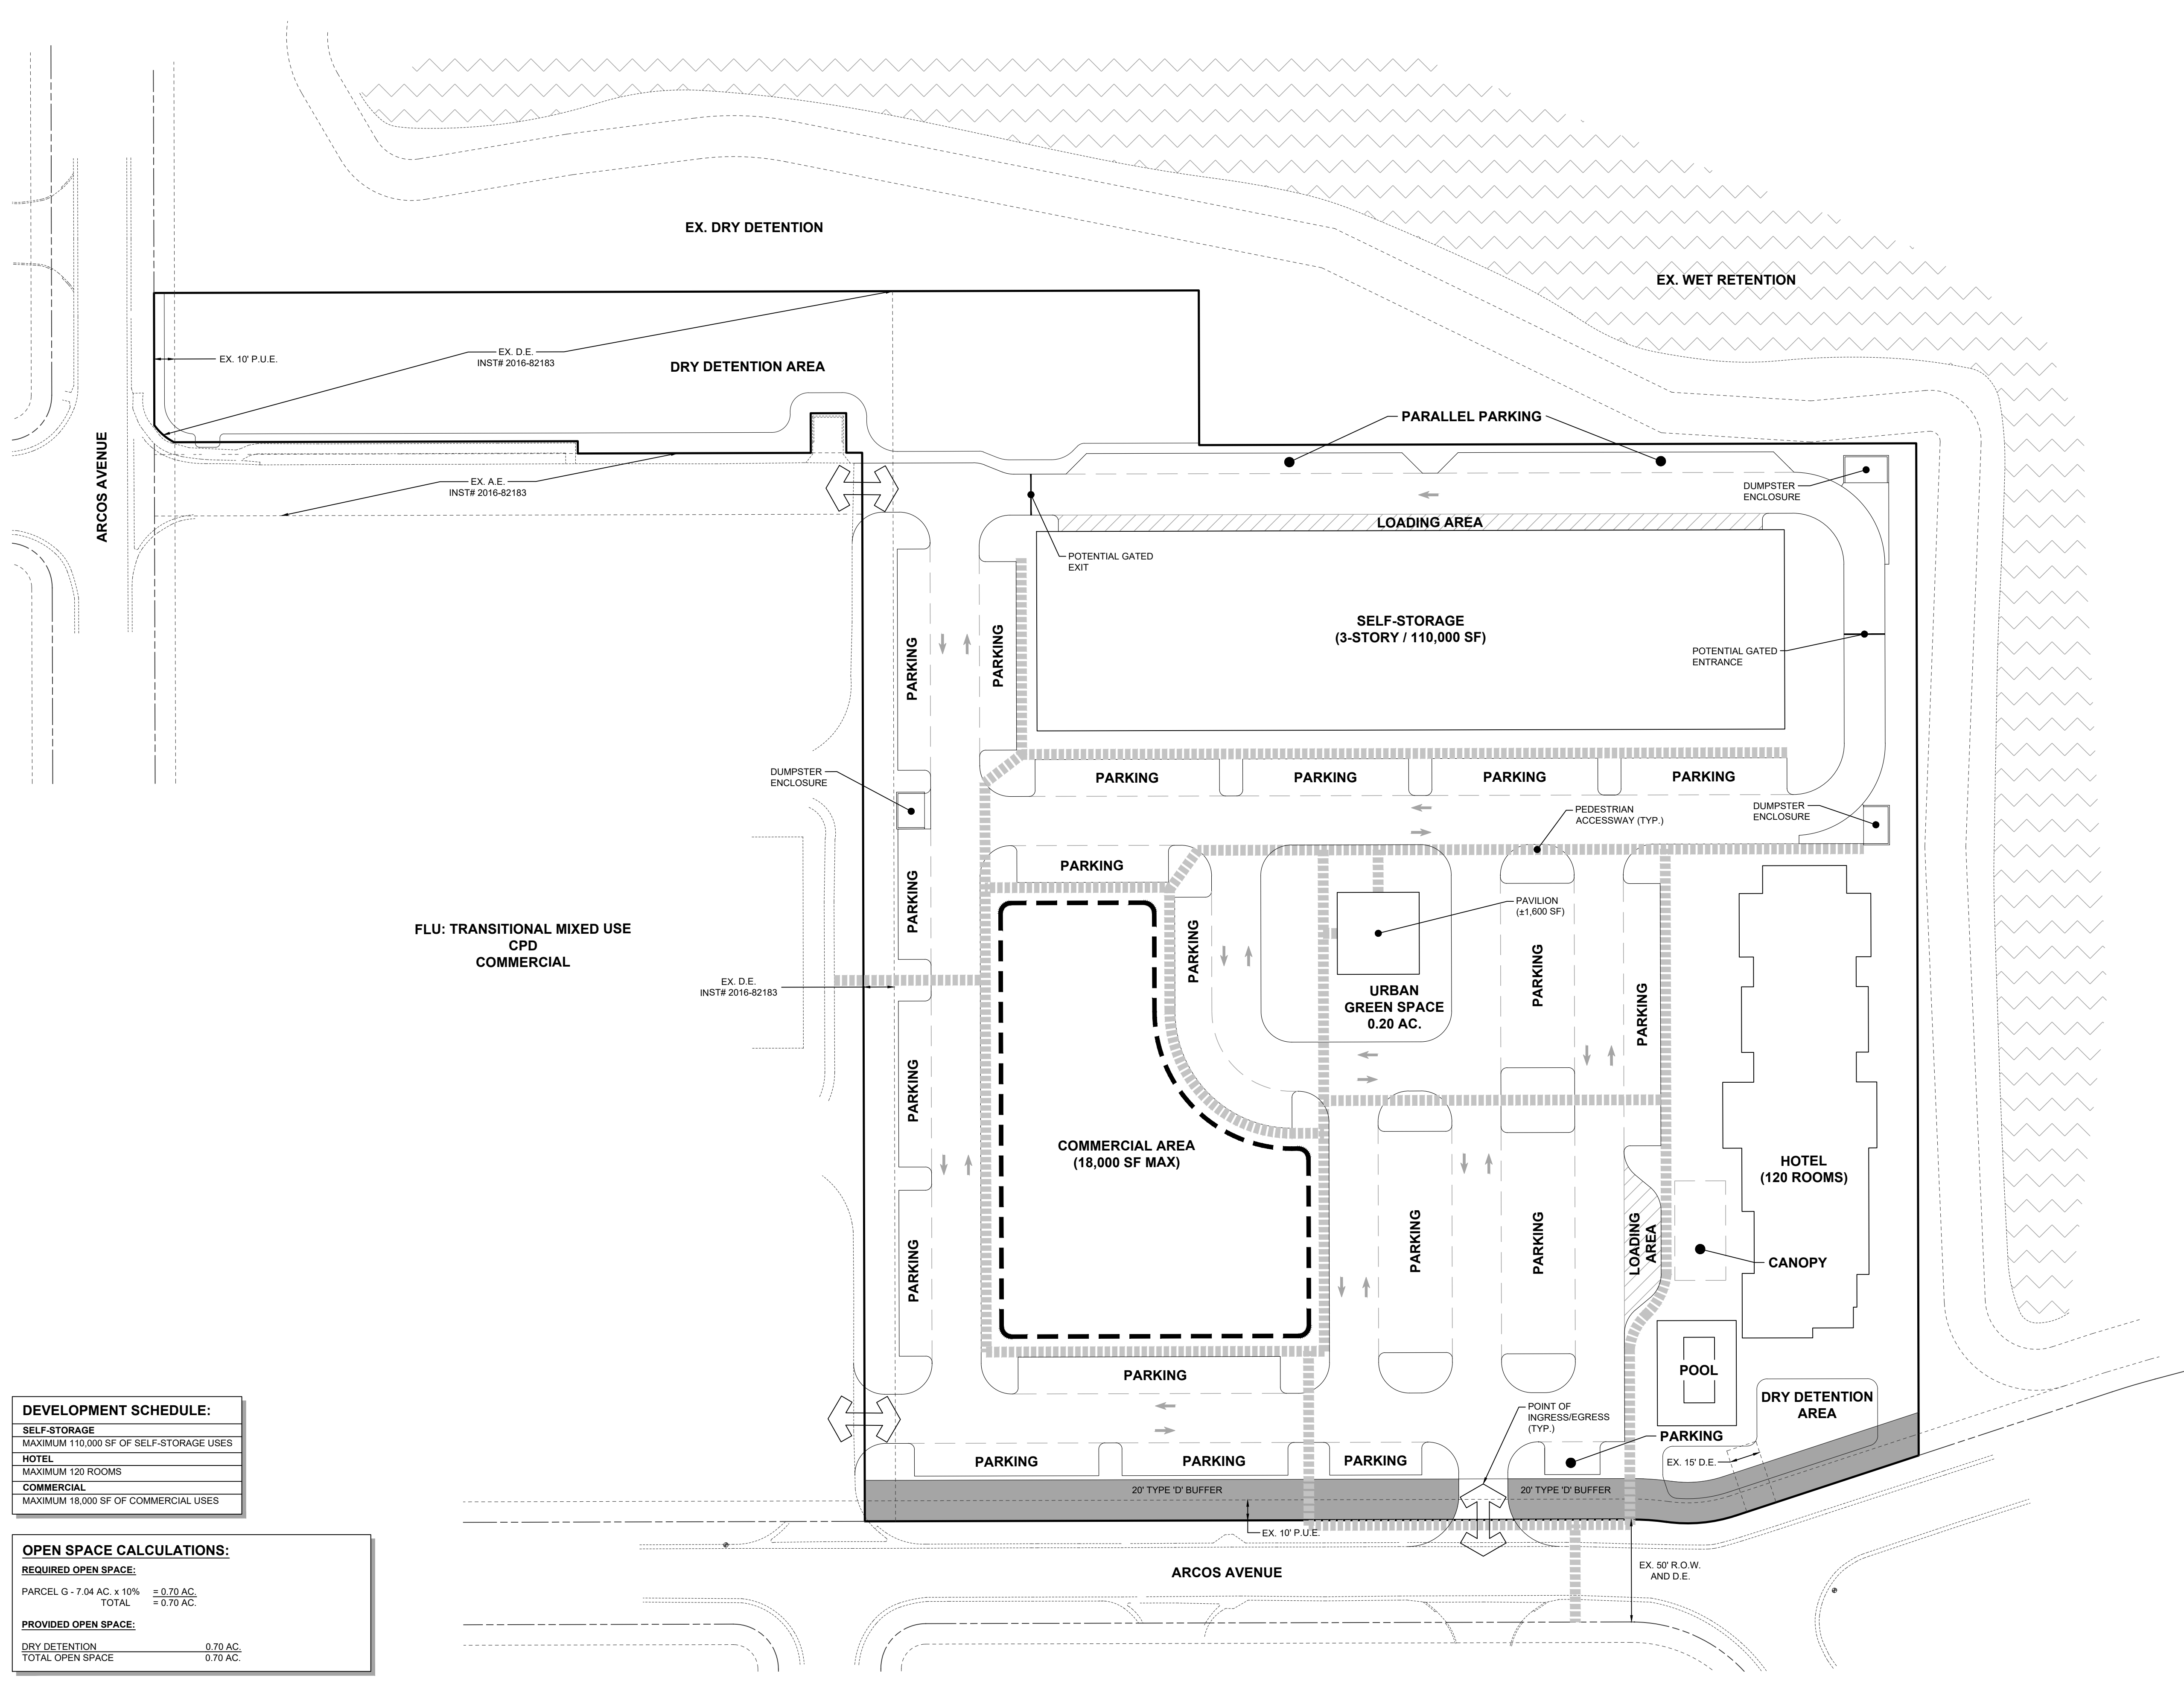 EX. DRY DETENTION
EX. WET RETENTION
EX. 10' P.U.E.
EX. D.E.
INST# 2016-82183
DRY DETENTION AREA
PARALLEL PARKING
ARCOS AVENUE
EX. A.E.
INST# 2016-82183
DUMPSTER
ENCLOSURE
LOADING AREA
POTENTIAL GATED
EXIT
SELF-STORAGE
(3-STORY / 110,000 SF)
POTENTIAL GATED
ENTRANCE
PARKING
PARKING
DUMPSTER
ENCLOSURE
PARKING
PARKING
PARKING
PARKING
PEDESTRIAN
ACCESSWAY (TYP.)
DUMPSTER
ENCLOSURE
PARKING
PARKING
PARKING
PAVILION
(±1,600 SF)
PARKING
PARKING
FLU: TRANSITIONAL MIXED USE
CPD
COMMERCIAL
EX. D.E.
INST# 2016-82183
URBAN
GREEN SPACE
0.20 AC.
PARKING
COMMERCIAL AREA
(18,000 SF MAX)
HOTEL
(120 ROOMS)
PARKING
PARKING
PARKING
LOADING
AREA
CANOPY
PARKING
POOL
DRY DETENTION
AREA
POINT OF
INGRESS/EGRESS
(TYP.)
PARKING
PARKING
PARKING
PARKING
EX. 15' D.E.
20' TYPE 'D' BUFFER
20' TYPE 'D' BUFFER
EX. 10' P.U.E.
ARCOS AVENUE
EX. 50' R.O.W.
AND D.E.
DEVELOPMENT SCHEDULE:
SELF-STORAGE
MAXIMUM 110,000 SF OF SELF-STORAGE USES
HOTEL
MAXIMUM 120 ROOMS
COMMERCIAL
MAXIMUM 18,000 SF OF COMMERCIAL USES
OPEN SPACE CALCULATIONS:
REQUIRED OPEN SPACE:
PARCEL G - 7.04 AC. x 10% = 0.70 AC.
TOTAL = 0.70 AC.
PROVIDED OPEN SPACE:
DRY DETENTION 0.70 AC.
TOTAL OPEN SPACE 0.70 AC.